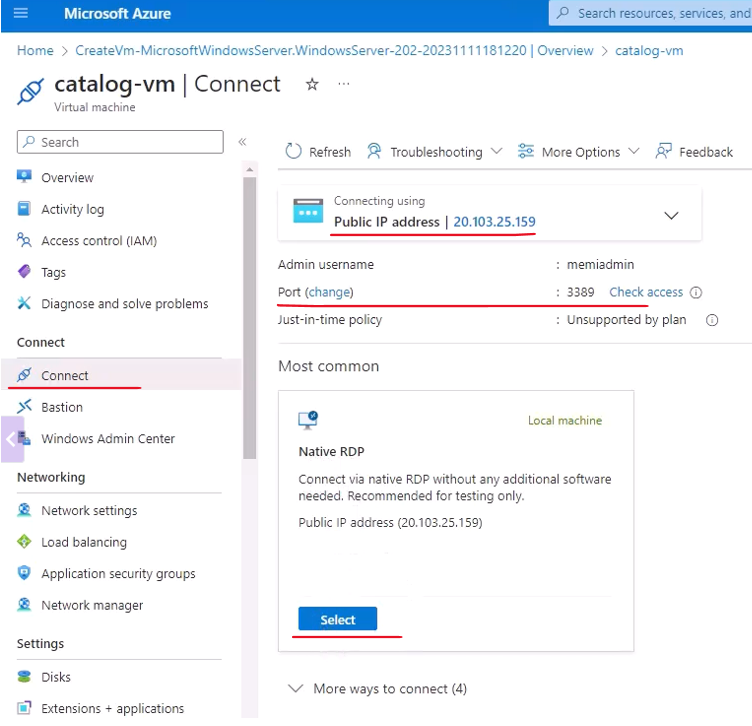 Microsoft Azure
Search resources, services, and
Home > CreateVm-MicrosoftWindowsServer.WindowsServer-202-20231111181220 | Overview > catalog-vm
catalog-vm | Connect
Virtual machine
Search
Overview
Activity log
Access control (IAM)
Tags
Diagnose and solve problems
Connect
Connect
Bastion
Windows Admin Center
Networking
Network settings
Load balancing
Application security groups
Network manager
Settings
Disks
Extensions + applications
Refresh Troubleshooting More Options Feedback
Connecting using
Public IP address | 20.103.25.159
Admin username : memiadmin
Port (change) : 3389 Check access
Just-in-time policy : Unsupported by plan
Most common
Local machine
Native RDP
Connect via native RDP without any additional software
needed. Recommended for testing only.
Public IP address (20.103.25.159)
Select
More ways to connect (4)